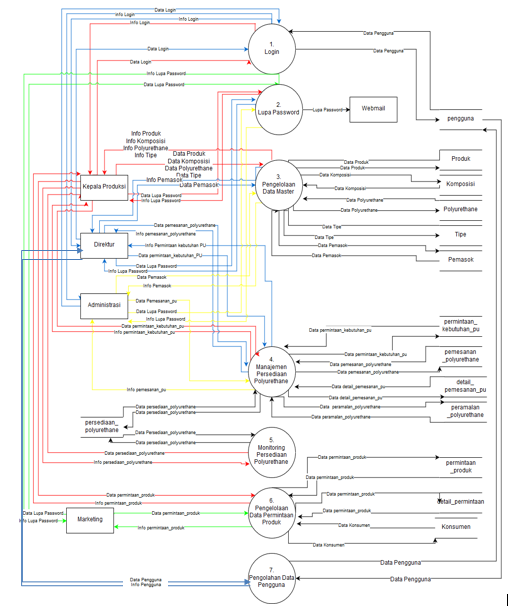 Data Login
Info Login
Info Login
Data Pengguna
1.
Login
Data Login
Data Pengguna
Data Login
Info Lupa Password
Data Lupa Password
2.
Lupa Password
Lupa Password
Webmail
pengguna
Info Produk
Info Komposisi
Info Polyurethane
Info Tipe
Data Produk
Data Komposisi
Data Polyurethane
Data Tipe
Info Pemasok
Data Pemasok
3.
Pengelolaan
Data Master
Data Produk
Data Produk
Produk
Data Komposisi
Data Komposisi
Komposisi
Data Polyurethane
Data Polyurethane
Polyurethane
Data Tipe
Data Tipe
Tipe
Data Pemasok
Data Pemasok
Pemasok
Kepala Produksi
Data Lupa Password
Info Lupa Password
Data pemesanan_polyurethane
Info pemesanan_polyurethane
Direktur
Info Permintaan kebutuhan PU
Data permintaan_kebutuhan_PU
Data Lupa Password
Info Lupa Password
Data Pemasok
Info Pemasok
Administrasi
Data Pemesanan_pu
Data Lupa Password
Info Lupa Password
Data permintaan_kebutuhan_pu
Info permintaan_kebutuhan_pu
4.
Manajemen
Persediaan
Polyurethane
Data permintaan_kebutuhan_pu
Data permintaan_kebutuhan_pu
permintaan_
kebutuhan_pu
Data pemesanan_polyurethane
Data pemesanan_polyurethane
pemesanan
_polyurethane
Data detail_pemesanan_pu
Data detail_pemesanan_pu
detail_
pemesanan_pu
Data peramalan_polyurethane
Data peramalan_polyurethane
peramalan
_polyurethane
Info pemesanan_pu
Data persediaan_polyurethane
Data persediaan_polyurethane
persediaan_
polyurethane
Data persediaan_polyurethane
Data persediaan_polyurethane
5.
Monitoring
Persediaan
Polyurethane
Data persediaan_polyurethane
Info persediaan_polyurethane
Data permintaan_produk
Info permintaan_produk
6.
Pengelolaan
Data Permintaan
Produk
Data permintaan_produk
permintaan
_produk
Data permintaan_produk
Data permintaan_produk
detail_permintaan
Data Konsumen
Konsumen
Data Konsumen
Data Lupa Password
Info Lupa Password
Marketing
Data permintaan_produk
Info permintaan_produk
7.
Pengolahan Data
Pengguna
Data Pengguna
Info Pengguna
Data Pengguna
Data Pengguna